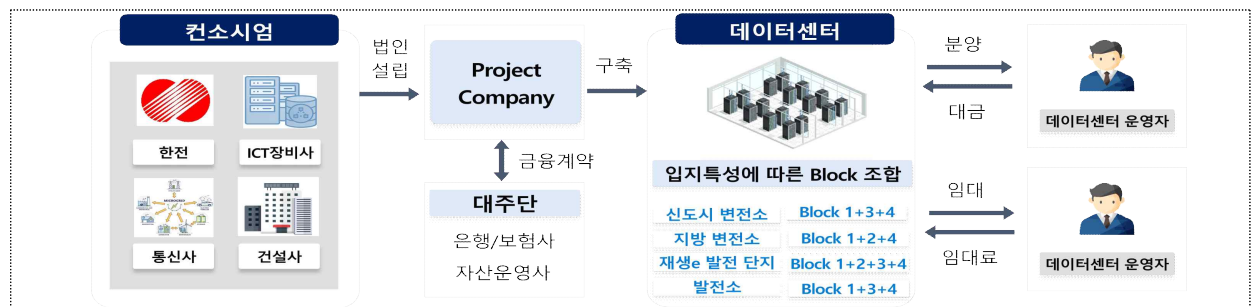 컨소시엄
한전
ICT장비사
통신사
건설사
법인
설립
Project
Company
금융계약
대주단
은행/보험사
자산운영사
구축
데이터센터
입지특성에 따른 Block 조합
신도시 변전소 Block 1+3+4
지방 변전소 Block 1+2+4
재생e 발전 단지 Block 1+2+3+4
발전소 Block 1+3+4
분양
대금
데이터센터 운영자
임대
임대료
데이터센터 운영자